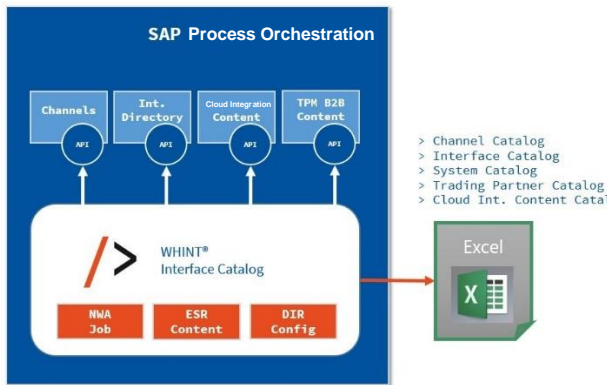 SAP Process Orchestration
Channels
Int.
Directory
Cloud Integration
Content
TPM B2B
Content
API
API
API
API
> Channel Catalog
> Interface Catalog
> System Catalog
> Trading Partner Catalog
> Cloud Int. Content Catal
/> WHINT®
Interface Catalog
NWA
Job
ESR
Content
DIR
Config
Excel
X